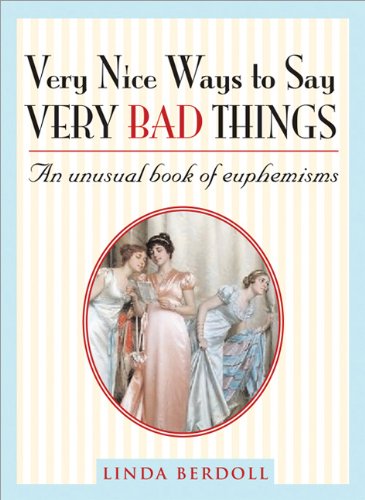 Very Nice Ways to Say
VERY BAD THINGS
An unusual book of euphemisms
LINDA BERDOLL